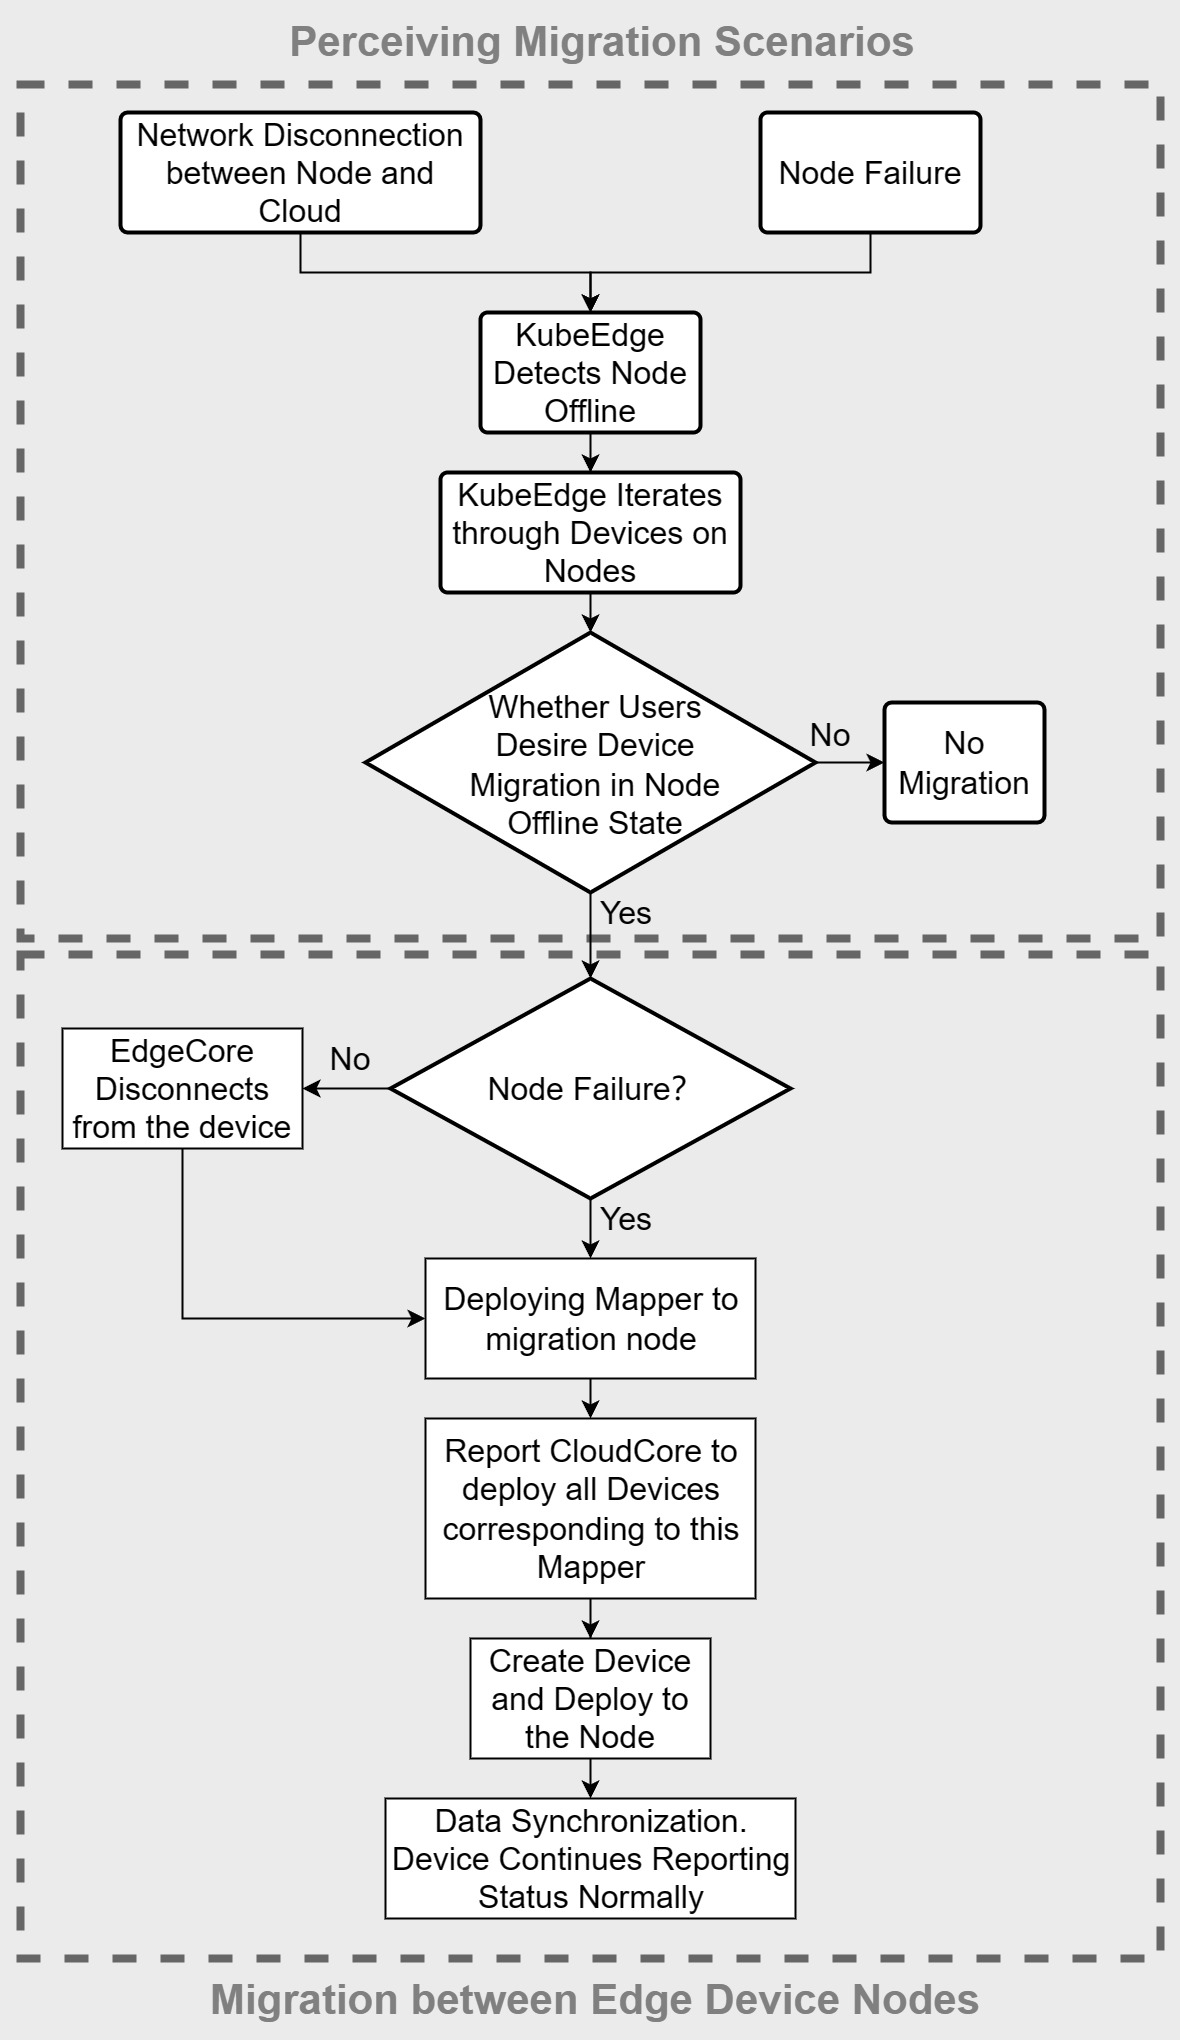 Perceiving Migration Scenarios
Network Disconnection
between Node and
Cloud
Node Failure
KubeEdge
Detects Node
Offline
KubeEdge Iterates
through Devices on
Nodes
Whether Users
Desire Device
Migration in Node
Offline State
No
No
Migration
Yes
EdgeCore
Disconnects
from the device
No
Node Failure?
Yes
Deploying Mapper to
migration node
Report CloudCore to
deploy all Devices
corresponding to this
Mapper
Create Device
and Deploy to
the Node
Data Synchronization.
Device Continues Reporting
Status Normally
Migration between Edge Device Nodes